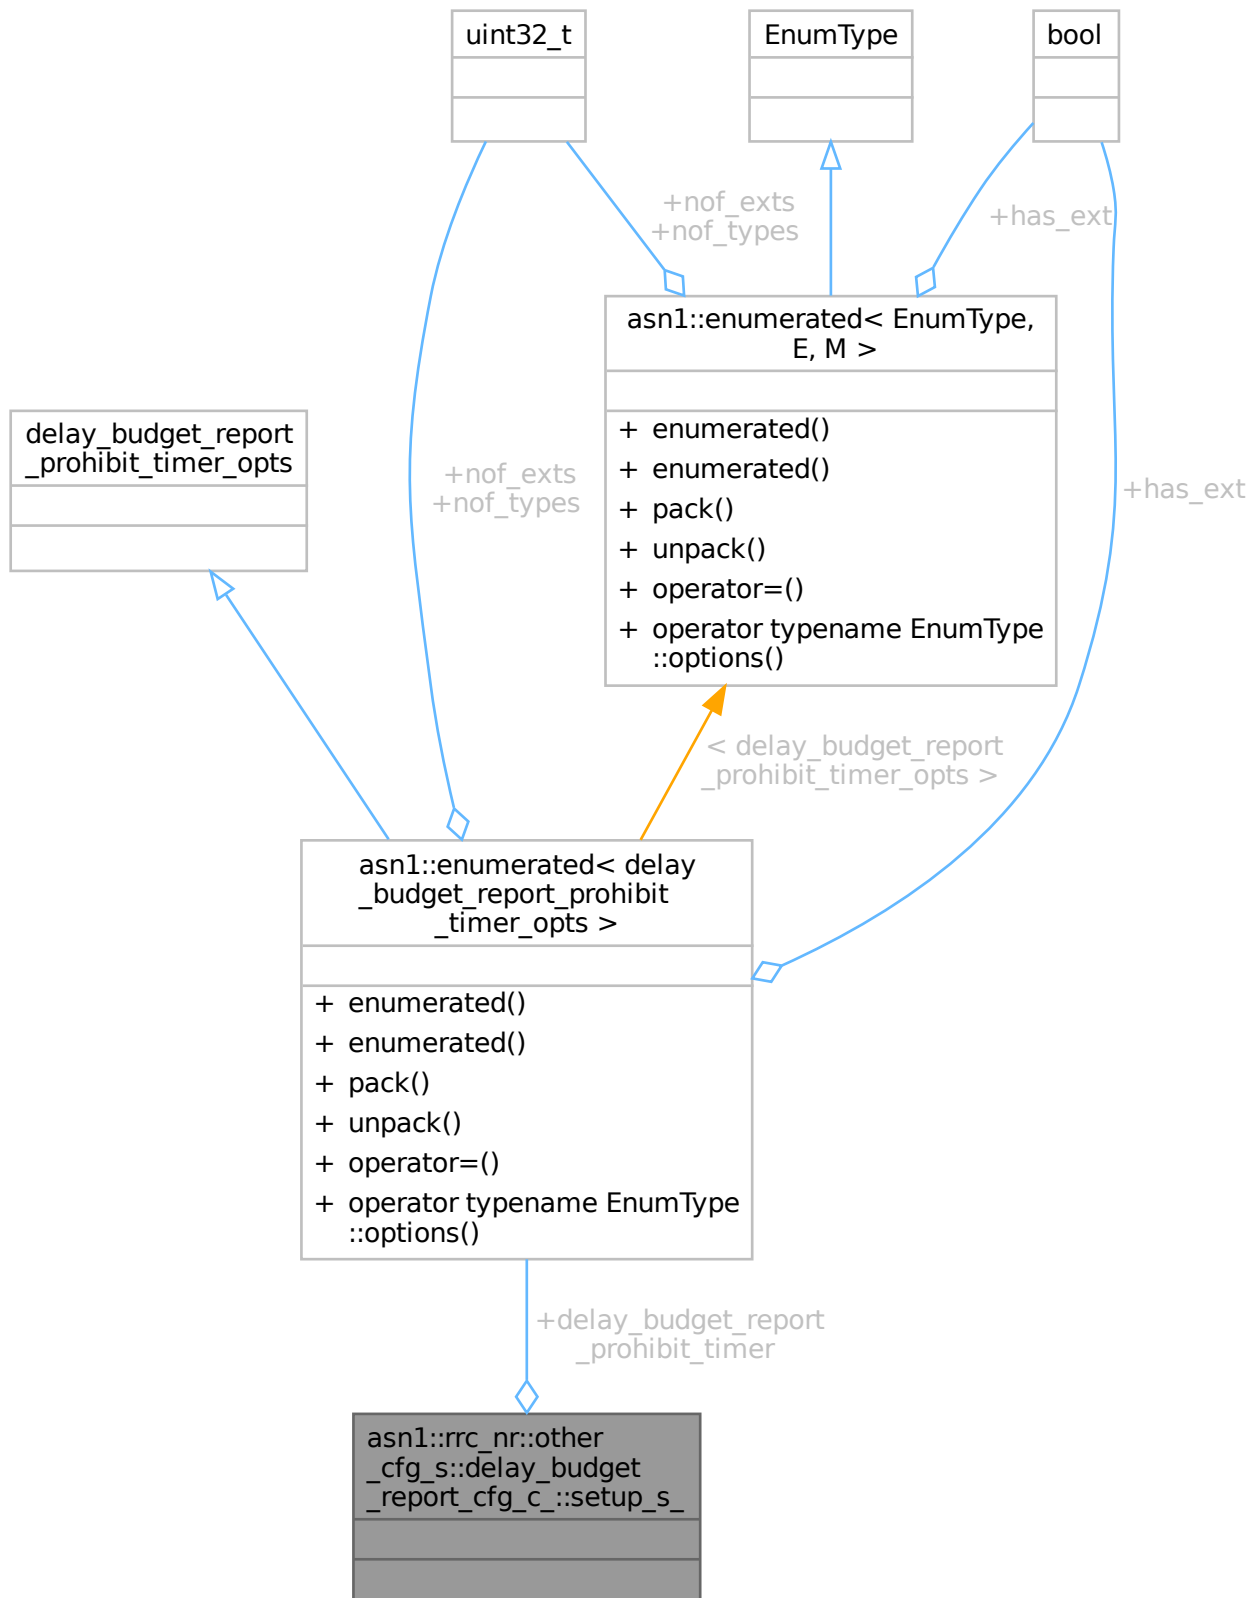 uint32_t
EnumType
bool
+nof_exts
+nof_types
+has_ext
asn1::enumerated< EnumType,
E, M >
+ enumerated()
+ enumerated()
+ pack()
+ unpack()
+ operator=()
+ operator typename EnumType
::options()
delay_budget_report
_prohibit_timer_opts
+nof_exts
+nof_types
+has_ext
< delay_budget_report
_prohibit_timer_opts >
asn1::enumerated< delay
_budget_report_prohibit
_timer_opts >
+ enumerated()
+ enumerated()
+ pack()
+ unpack()
+ operator=()
+ operator typename EnumType
::options()
+delay_budget_report
_prohibit_timer
asn1::rrc_nr::other
_cfg_s::delay_budget
_report_cfg_c_::setup_s_